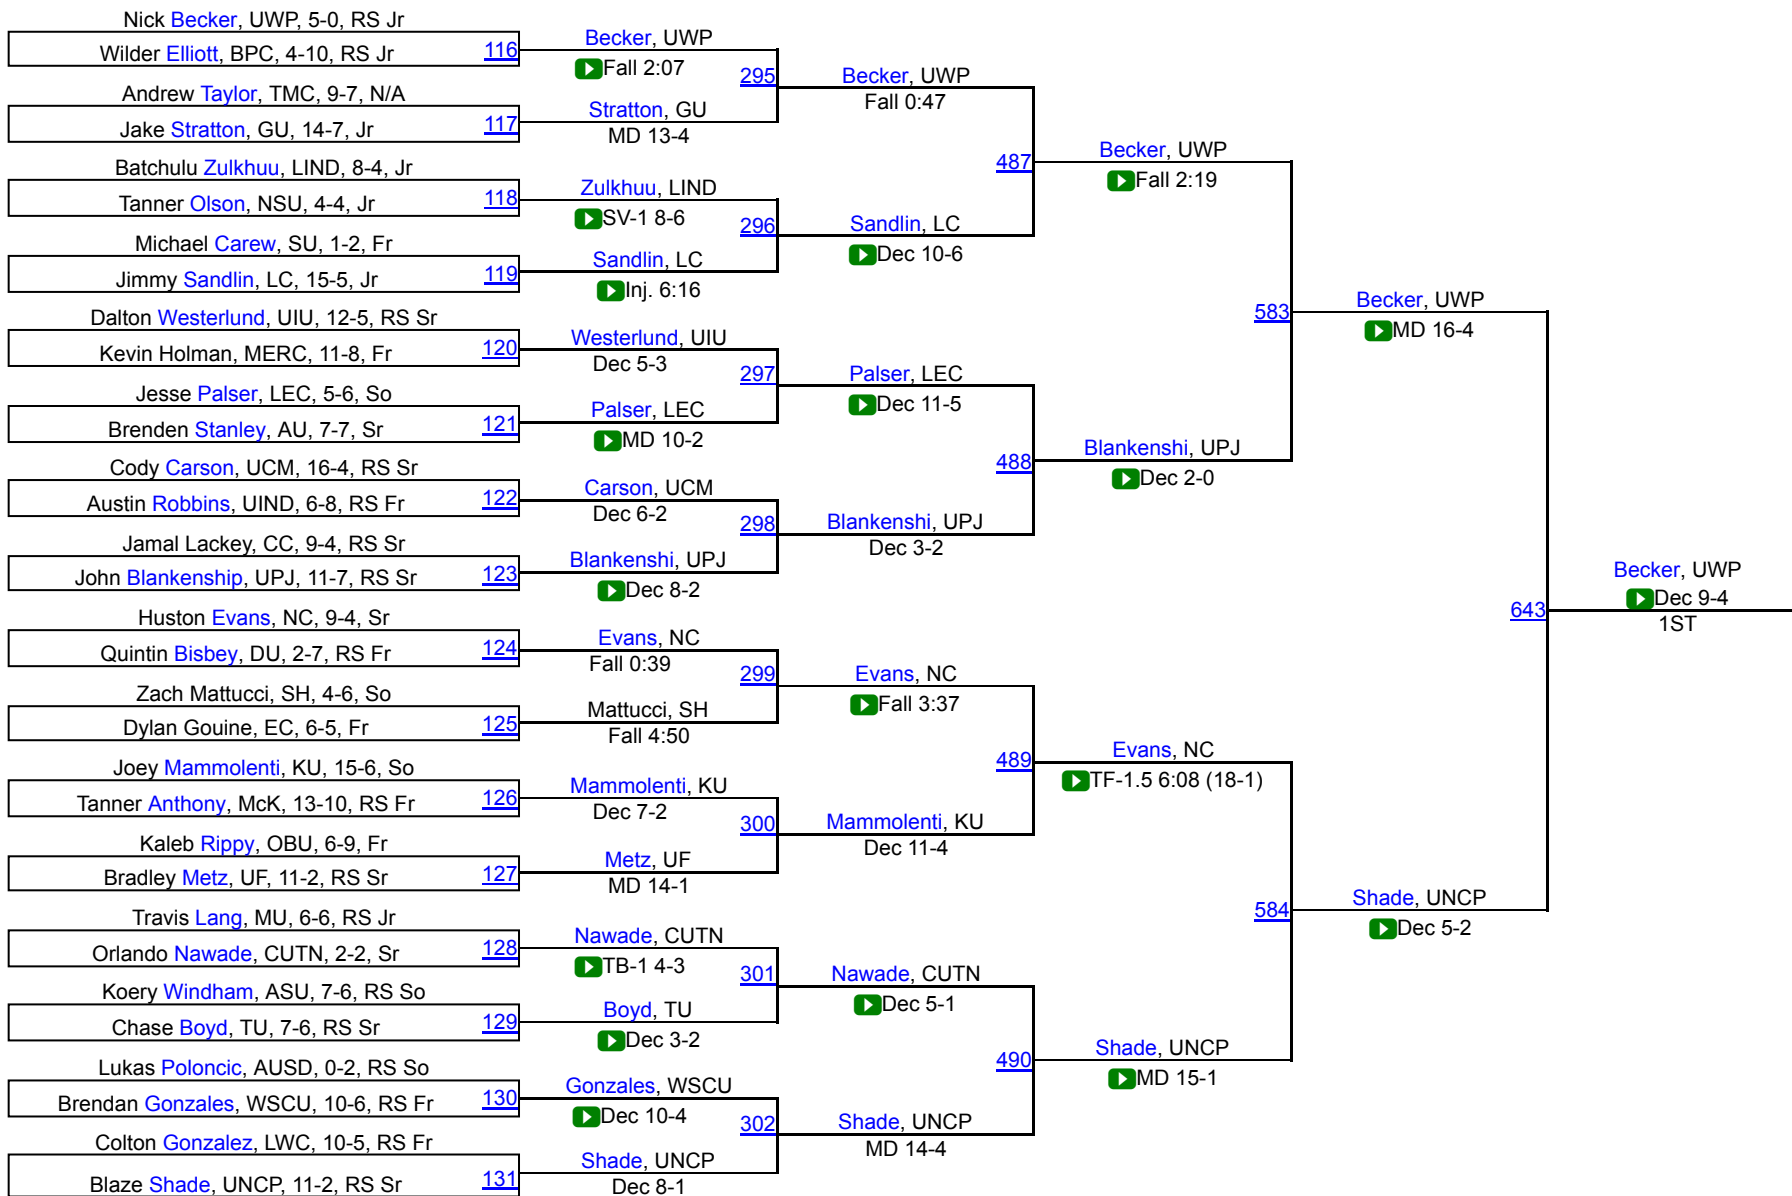 Nick Becker, UWP, 5-0, RS Jr
Wilder Elliott, BPC, 4-10, RS Jr
116
Andrew Taylor, TMC, 9-7, N/A
Jake Stratton, GU, 14-7, Jr
117
Batchulu Zulkhuu, LIND, 8-4, Jr
Tanner Olson, NSU, 4-4, Jr
118
Michael Carew, SU, 1-2, Fr
Jimmy Sandlin, LC, 15-5, Jr
119
Dalton Westerlund, UIU, 12-5, RS Sr
Kevin Holman, MERC, 11-8, Fr
120
Jesse Palser, LEC, 5-6, So
Brenden Stanley, AU, 7-7, Sr
121
Cody Carson, UCM, 16-4, RS Sr
Austin Robbins, UIND, 6-8, RS Fr
122
Jamal Lackey, CC, 9-4, RS Sr
John Blankenship, UPJ, 11-7, RS Sr
123
Huston Evans, NC, 9-4, Sr
Quintin Bisbey, DU, 2-7, RS Fr
124
Zach Mattucci, SH, 4-6, So
Dylan Gouine, EC, 6-5, Fr
125
Joey Mammolenti, KU, 15-6, So
Tanner Anthony, McK, 13-10, RS Fr
126
Kaleb Rippy, OBU, 6-9, Fr
Bradley Metz, UF, 11-2, RS Sr
127
Travis Lang, MU, 6-6, RS Jr
Orlando Nawade, CUTN, 2-2, Sr
128
Koery Windham, ASU, 7-6, RS So
Chase Boyd, TU, 7-6, RS Sr
129
Lukas Poloncic, AUSD, 0-2, RS So
Brendan Gonzales, WSCU, 10-6, RS Fr
130
Colton Gonzalez, LWC, 10-5, RS Fr
Blaze Shade, UNCP, 11-2, RS Sr
131
Becker, UWP
Fall 2:07
295
Stratton, GU
MD 13-4
Zulkhuu, LIND
SV-1 8-6
296
Sandlin, LC
Inj. 6:16
Westerlund, UIU
Dec 5-3
297
Palser, LEC
MD 10-2
Carson, UCM
Dec 6-2
298
Blankenshi, UPJ
Dec 8-2
Evans, NC
Fall 0:39
299
Mattucci, SH
Fall 4:50
Mammolenti, KU
Dec 7-2
300
Metz, UF
MD 14-1
Nawade, CUTN
TB-1 4-3
301
Boyd, TU
Dec 3-2
Gonzales, WSCU
Dec 10-4
302
Shade, UNCP
Dec 8-1
Becker, UWP
Fall 0:47
487
Sandlin, LC
Dec 10-6
Palser, LEC
Dec 11-5
488
Blankenshi, UPJ
Dec 3-2
Evans, NC
Fall 3:37
489
Mammolenti, KU
Dec 11-4
Nawade, CUTN
Dec 5-1
490
Shade, UNCP
MD 14-4
Becker, UWP
Fall 2:19
583
Blankenshi, UPJ
Dec 2-0
Evans, NC
TF-1.5 6:08 (18-1)
584
Shade, UNCP
MD 15-1
Becker, UWP
MD 16-4
643
Shade, UNCP
Dec 5-2
Becker, UWP
Dec 9-4
1ST